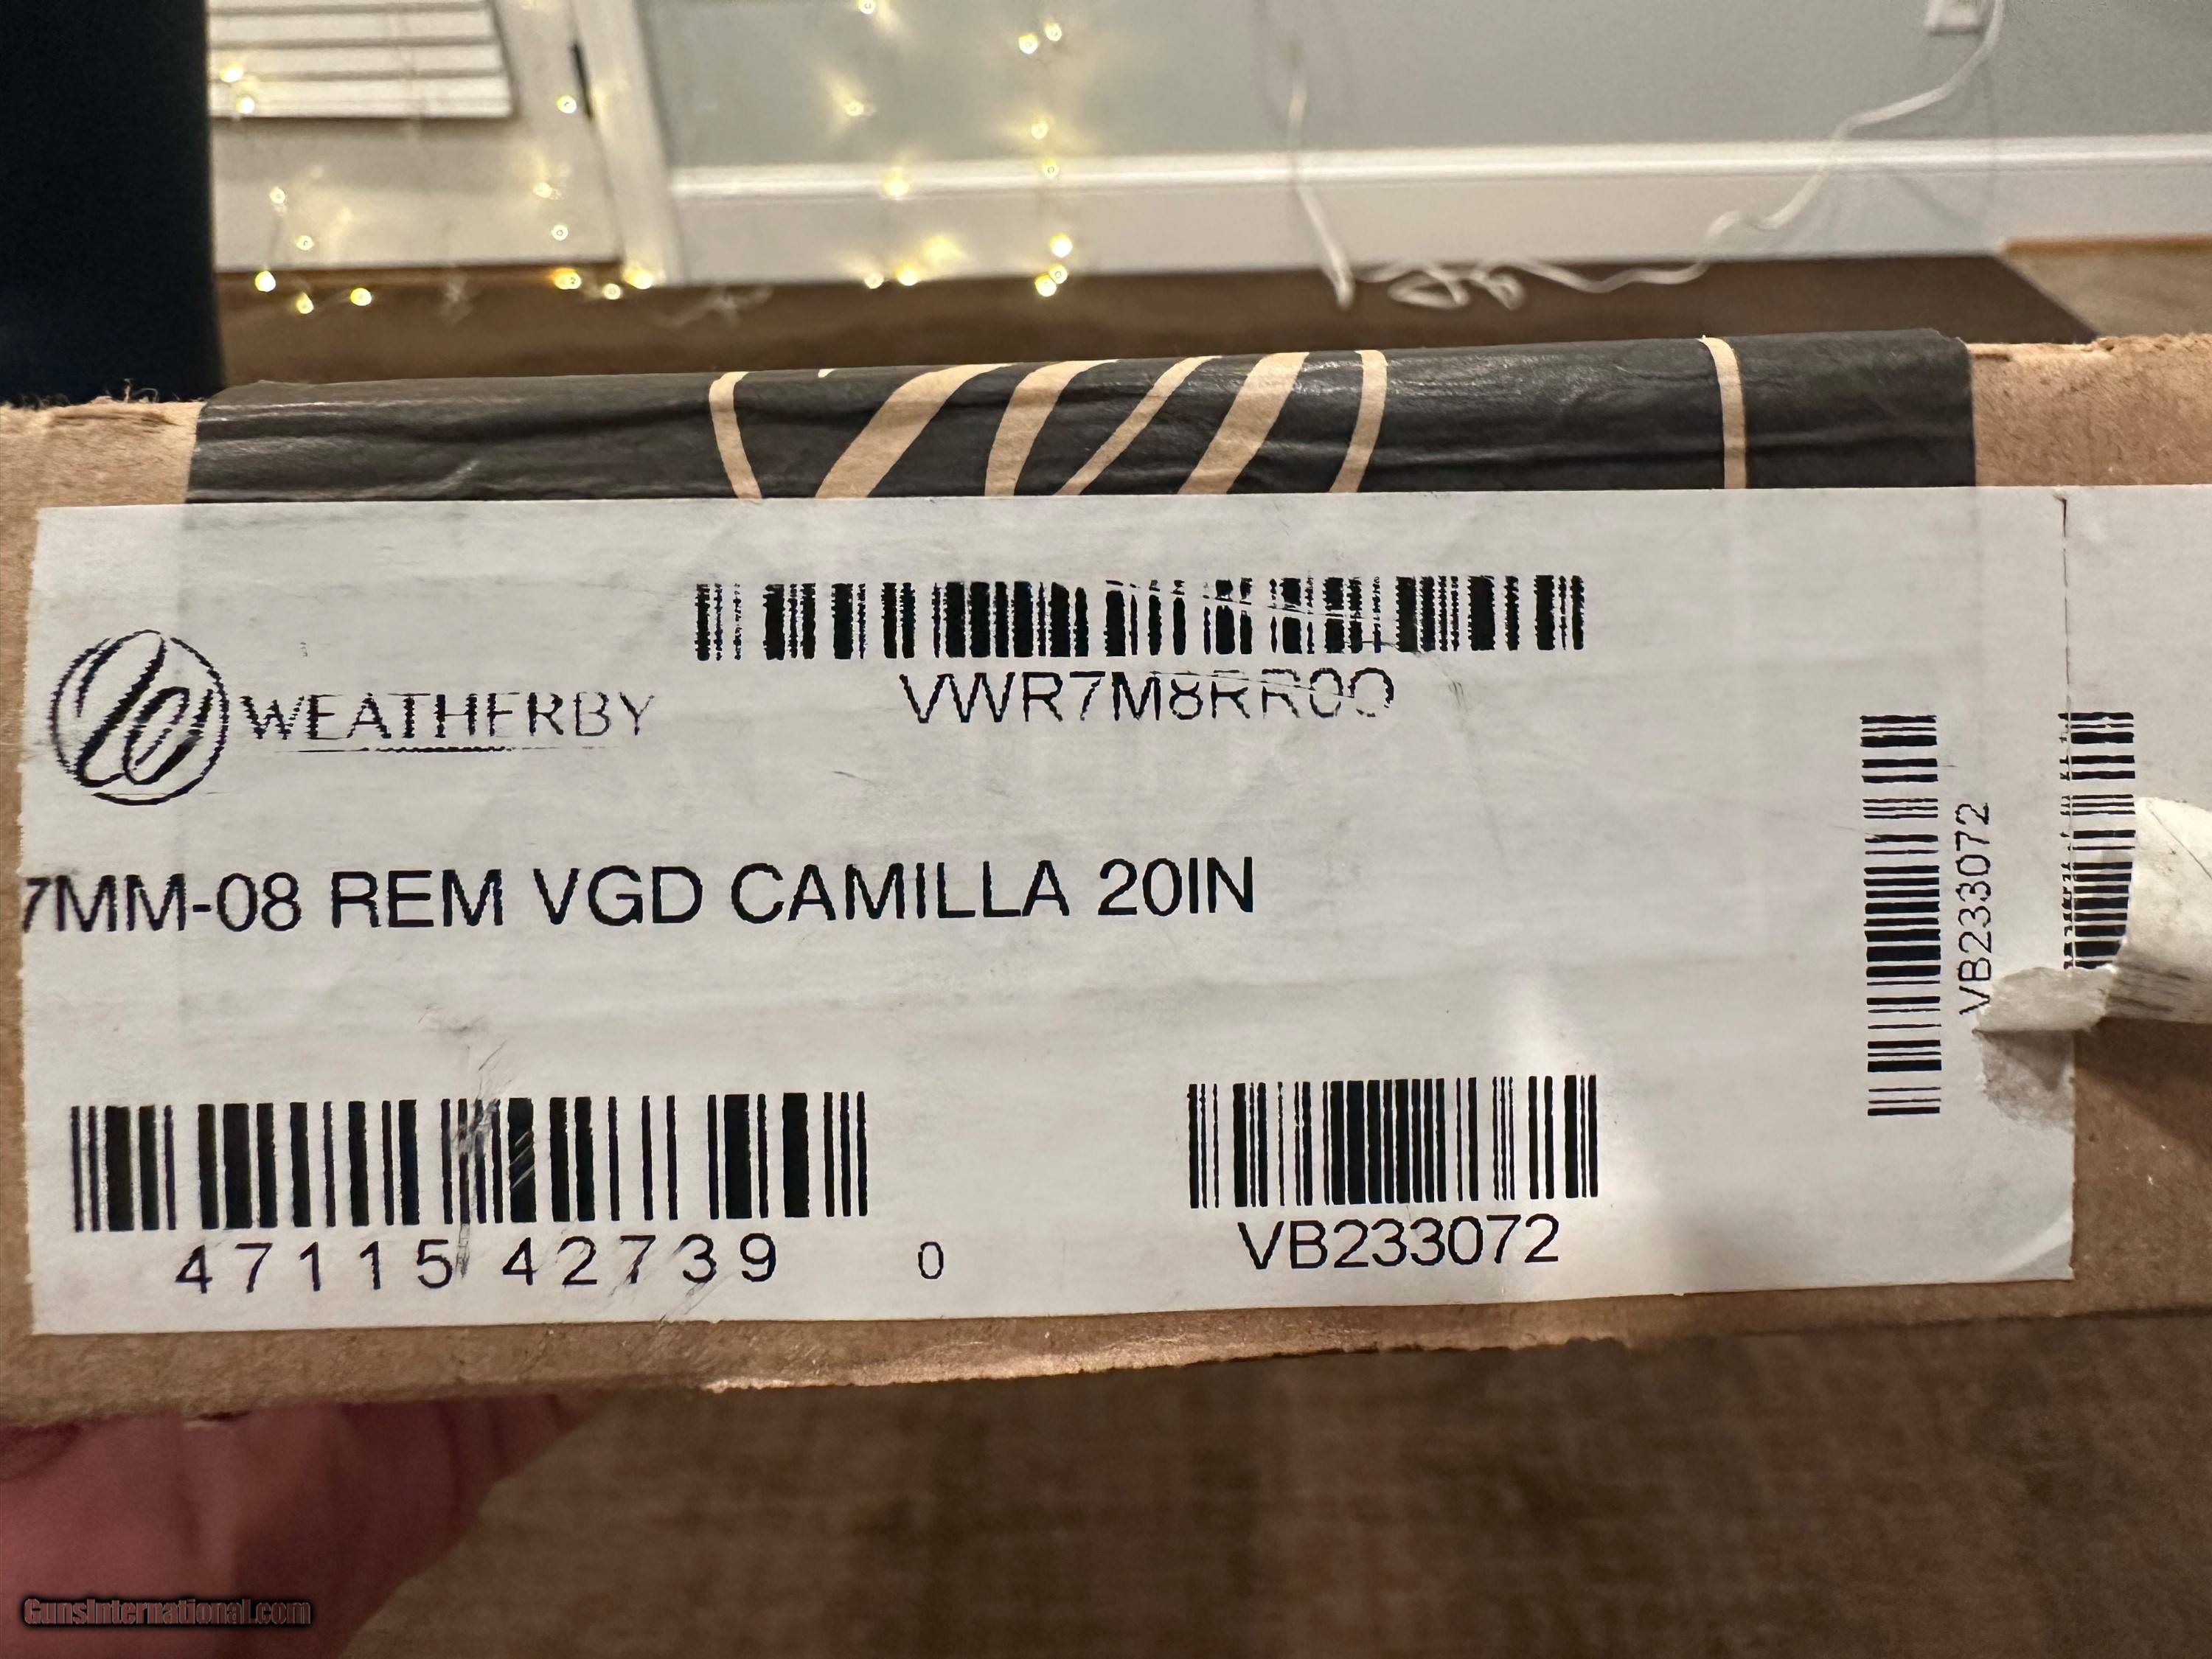 VWR7M8RR0O
WEATHERBY
7MM-08 REM VGD CAMILLA 20IN
VB233072
47115 42739 0
VB233072
GunsInternational.com